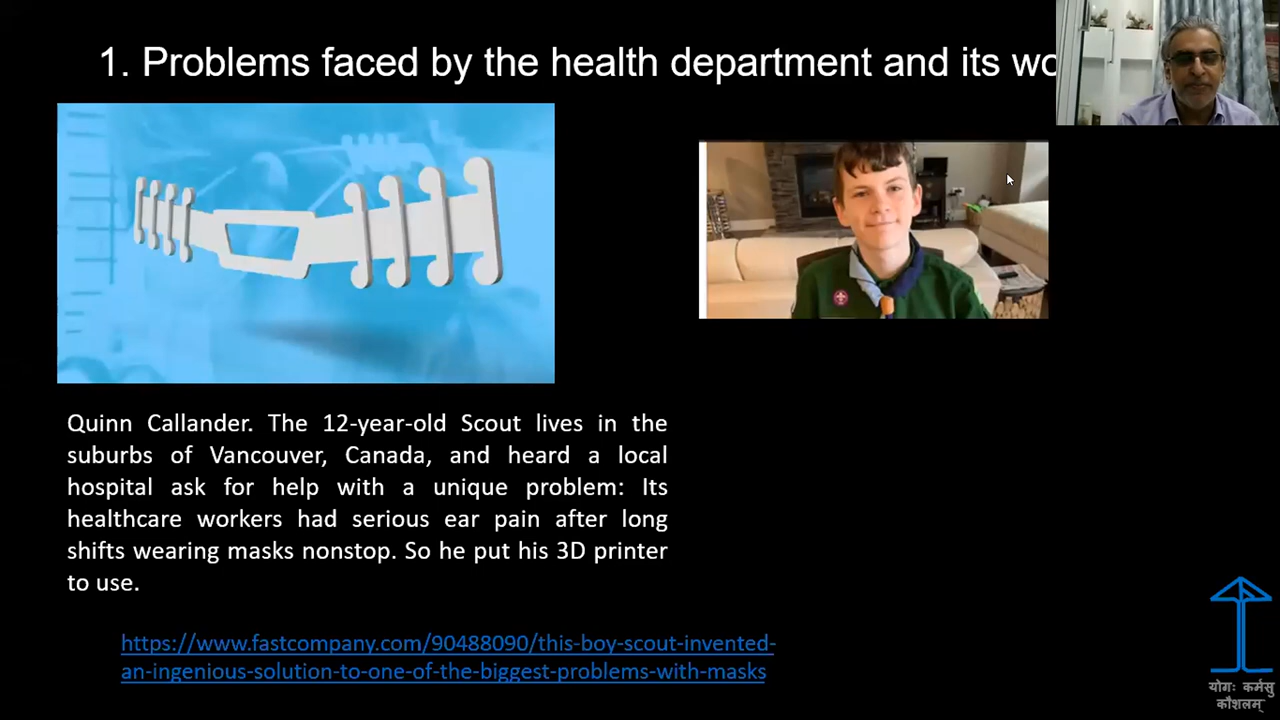 1. Problems faced by the health department and its wo
Quinn Callander. The 12-year-old Scout lives in the
suburbs of Vancouver, Canada, and heard a local
hospital ask for help with a unique problem: Its
healthcare workers had serious ear pain after long
shifts wearing masks nonstop. So he put his 3D printer
to use.
https://www.fastcompany.com/90488090/this-boy-scout-invented-
an-ingenious-solution-to-one-of-the-biggest-problems-with-masks
योगः कर्मसु
कौशलम्